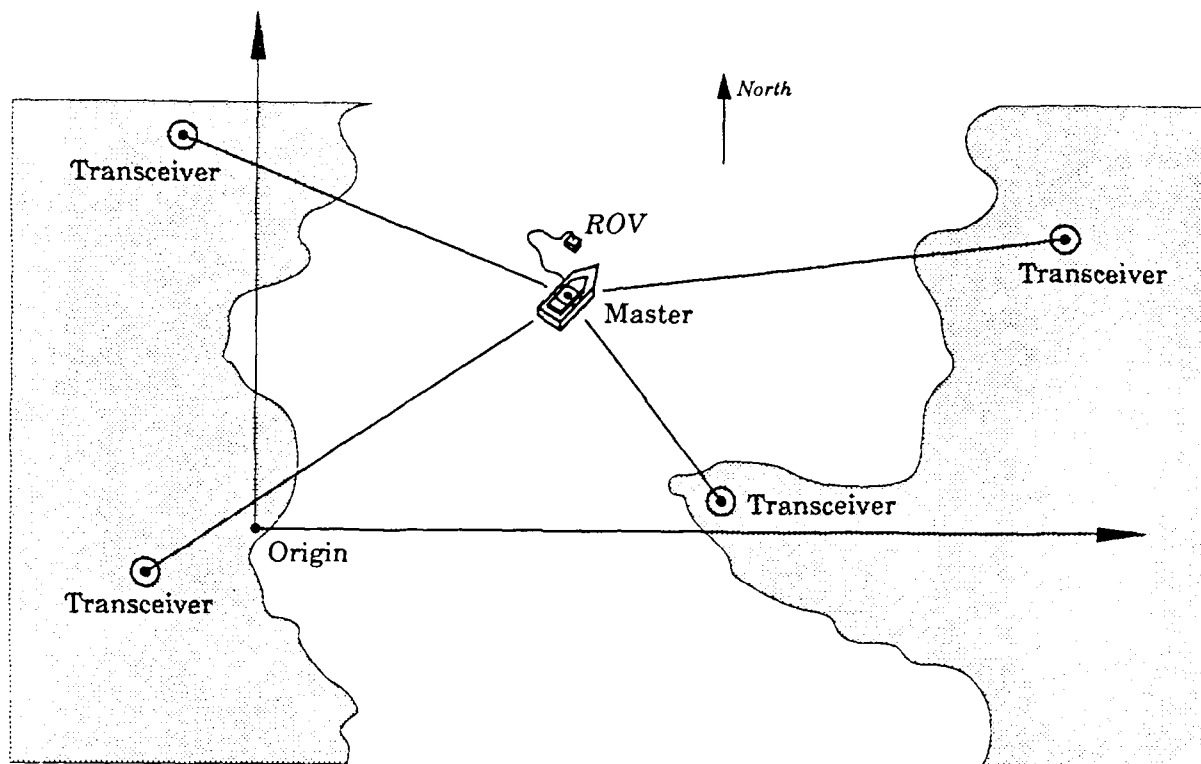 North
Transceiver
ROV
Transceiver
Master
Transceiver
Origin
Transceiver